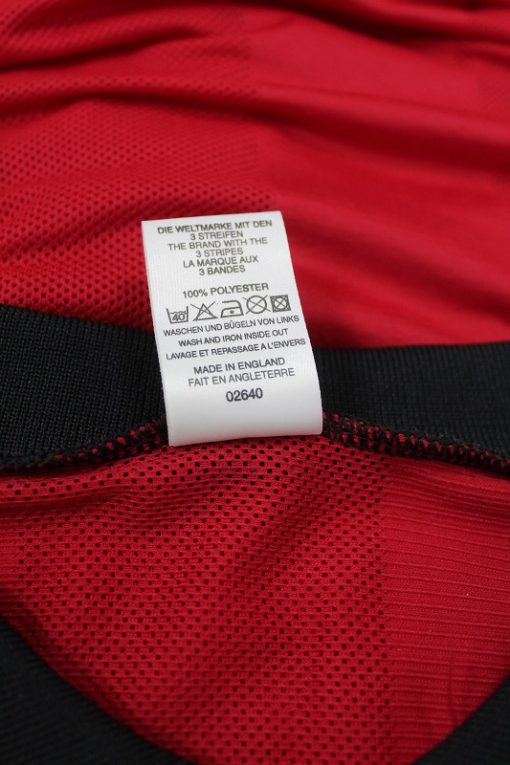 DIE WELTMARKE MIT DEN
3 STREIFEN
THE BRAND WITH THE
3 STRIPES
LA MARQUE AUX
3 BANDES
100% POLYESTER
40
WASCHEN UND BÜGELN VON LINKS
WASH AND IRON INSIDE OUT
LAVAGE ET REPASSAGE A L'ENVERS
MADE IN ENGLAND
FAIT EN ANGLETERRE
02640